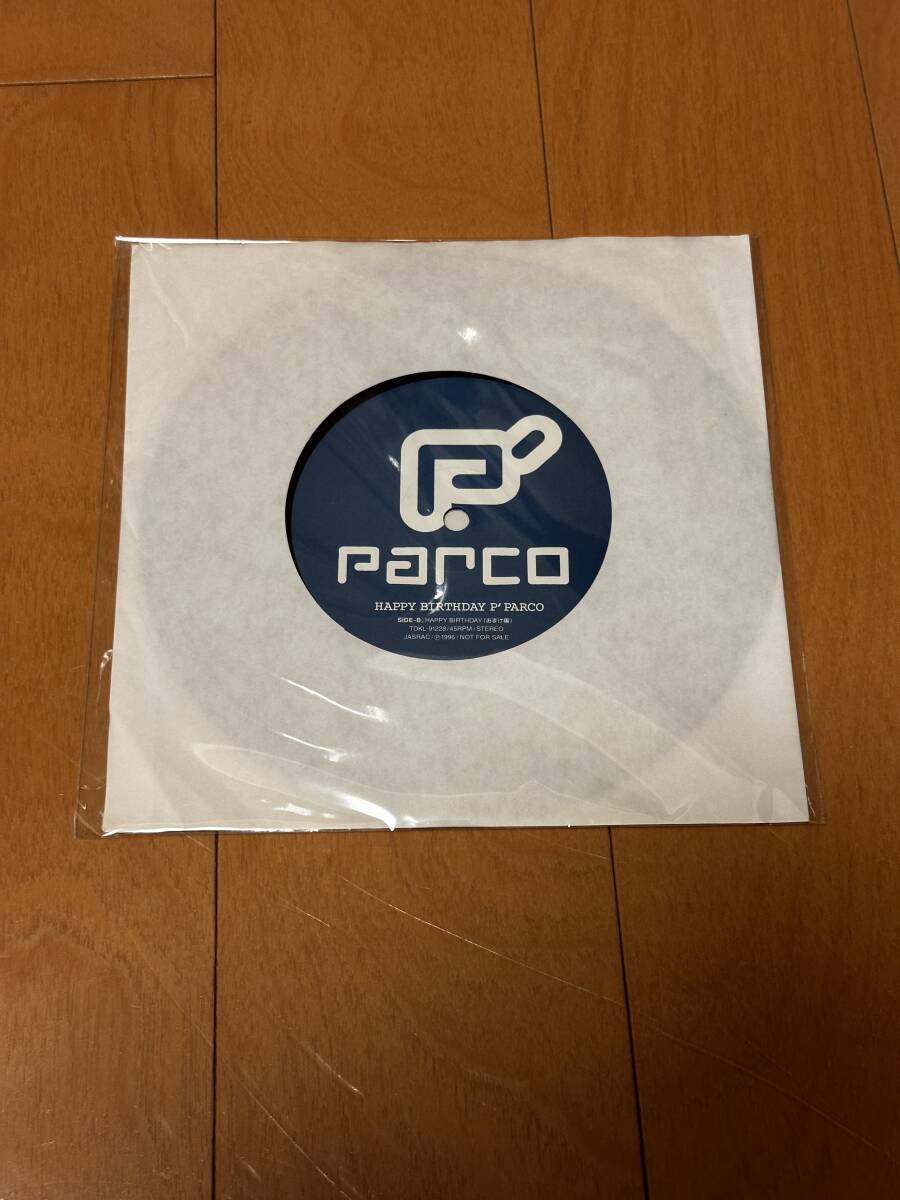 P'
Parco
HAPPY BIRTHDAY P' PARCO
SIDE-B: HAPPY BIRTHDAY (おまけ編)
TDKL-91228/45RPM/STEREO
JASRAC/Ⓟ1996/NOT FOR SALE